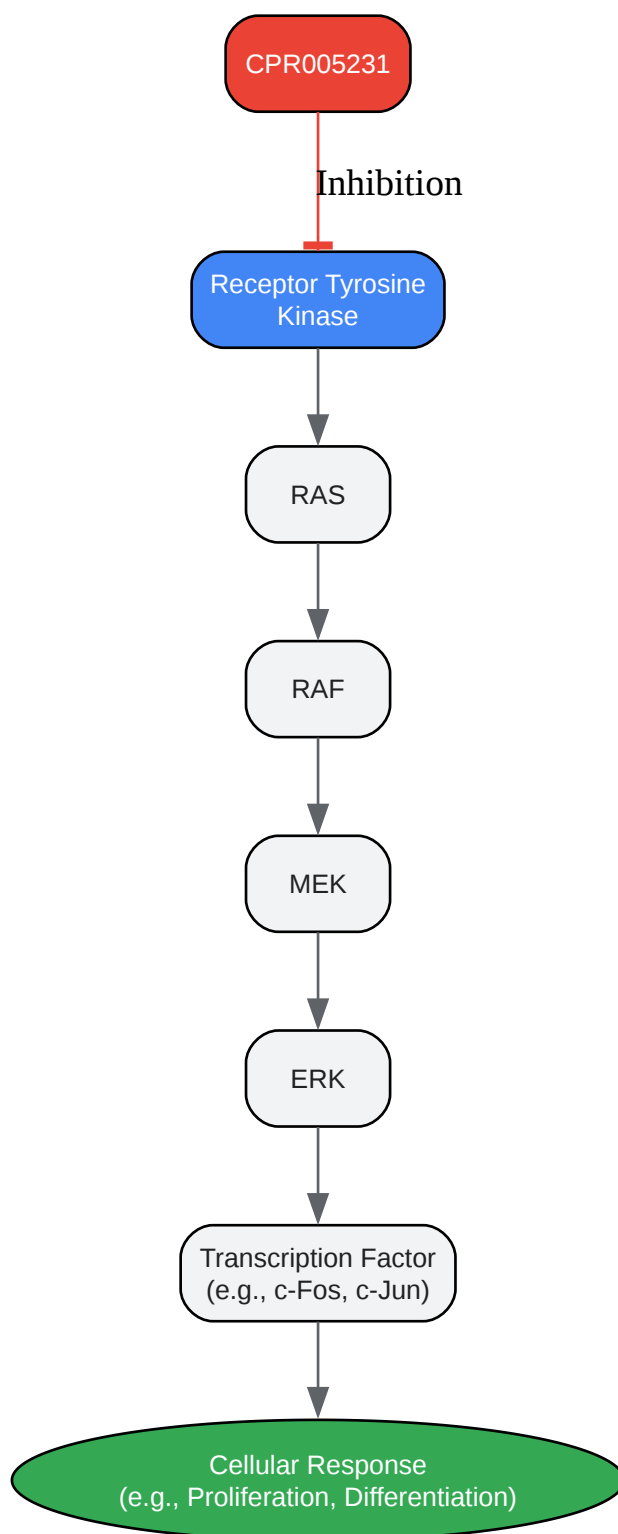 CPR005231
Inhibition
Receptor Tyrosine
Kinase
RAS
RAF
MEK
ERK
Transcription Factor
(e.g., c-Fos, c-Jun)
Cellular Response
(e.g., Proliferation, Differentiation)